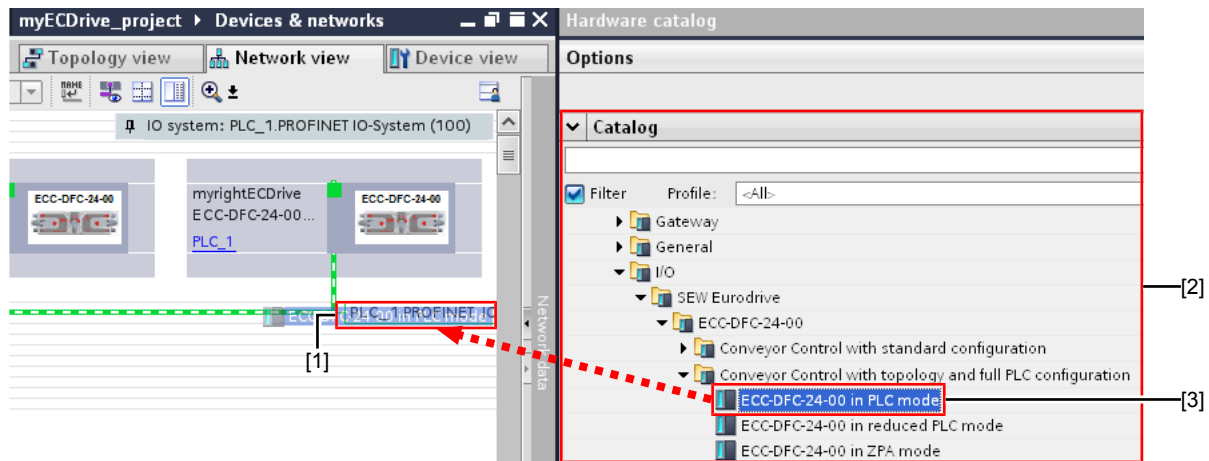 myECDrive_project ▸ Devices & networks
Topology view
Network view
Device view
IO system: PLC_1.PROFINET IO-System (100)
ECC-DFC-24-00
myrightECDrive
ECC-DFC-24-00...
PLC_1
ECC-DFC-24-00
PLC_1.PROFINET IO
[1]
Network data
Hardware catalog
Options
Catalog
Filter
Profile:
<All>
Gateway
General
I/O
SEW Eurodrive
ECC-DFC-24-00
Conveyor Control with standard configuration
Conveyor Control with topology and full PLC configuration
ECC-DFC-24-00 in PLC mode
ECC-DFC-24-00 in reduced PLC mode
ECC-DFC-24-00 in ZPA mode
[2]
[3]